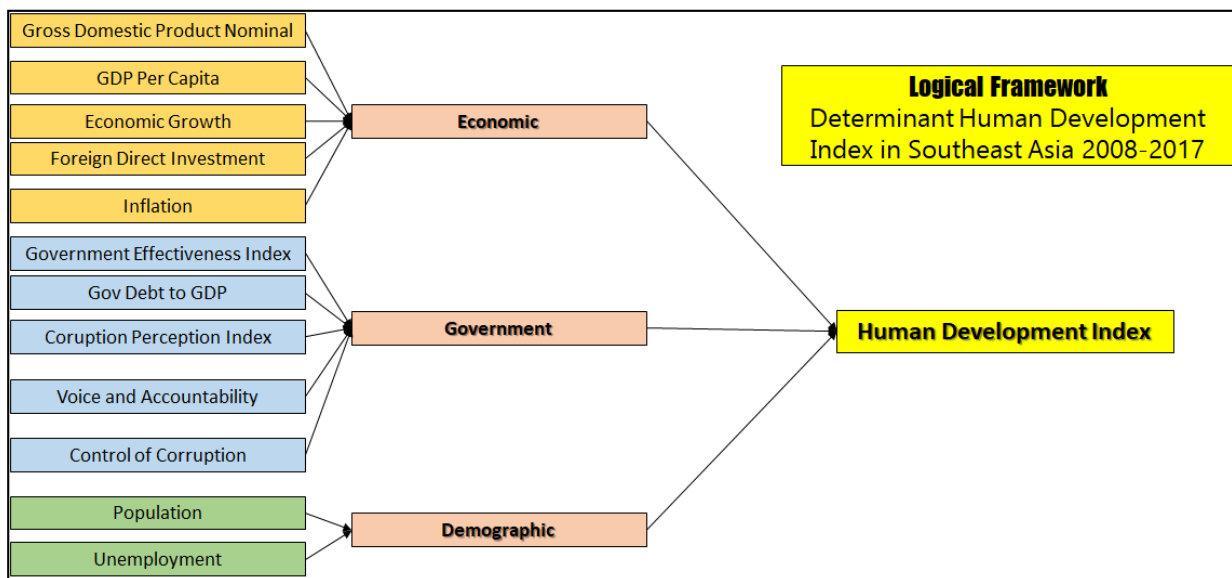 Gross Domestic Product Nominal
GDP Per Capita
Economic Growth
Foreign Direct Investment
Inflation
Government Effectiveness Index
Gov Debt to GDP
Coruption Perception Index
Voice and Accountability
Control of Corruption
Population
Unemployment
Economic
Government
Demographic
Logical Framework
Determinant Human Development
Index in Southeast Asia 2008-2017
Human Development Index